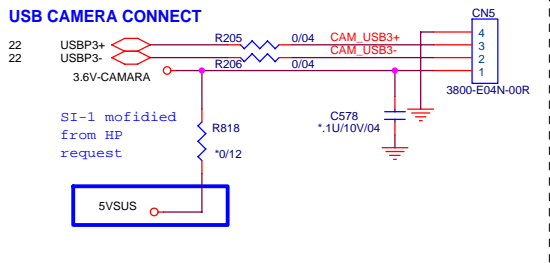 USB CAMERA CONNECT
CN5
22 USBP3+ R205 0/04 CAM_USB3+ 4
22 USBP3- R206 0/04 CAM_USB3- 3
2
3.6V-CAMARA 1
3800-E04N-00R
SI-1 mofidied
from HP
request
R818
*0/12
C578
*.1U/10V/04
5VSUS